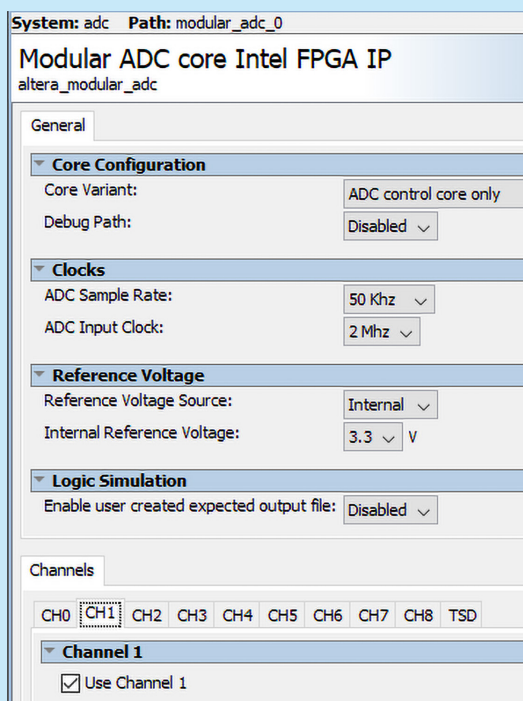 System: adc Path: modular_adc_0
Modular ADC core Intel FPGA IP
altera_modular_adc
General
Core Configuration
Core Variant: ADC control core only
Debug Path: Disabled
Clocks
ADC Sample Rate: 50 Khz
ADC Input Clock: 2 Mhz
Reference Voltage
Reference Voltage Source: Internal
Internal Reference Voltage: 3.3 V
Logic Simulation
Enable user created expected output file: Disabled
Channels
CH0 CH1 CH2 CH3 CH4 CH5 CH6 CH7 CH8 TSD
Channel 1
Use Channel 1